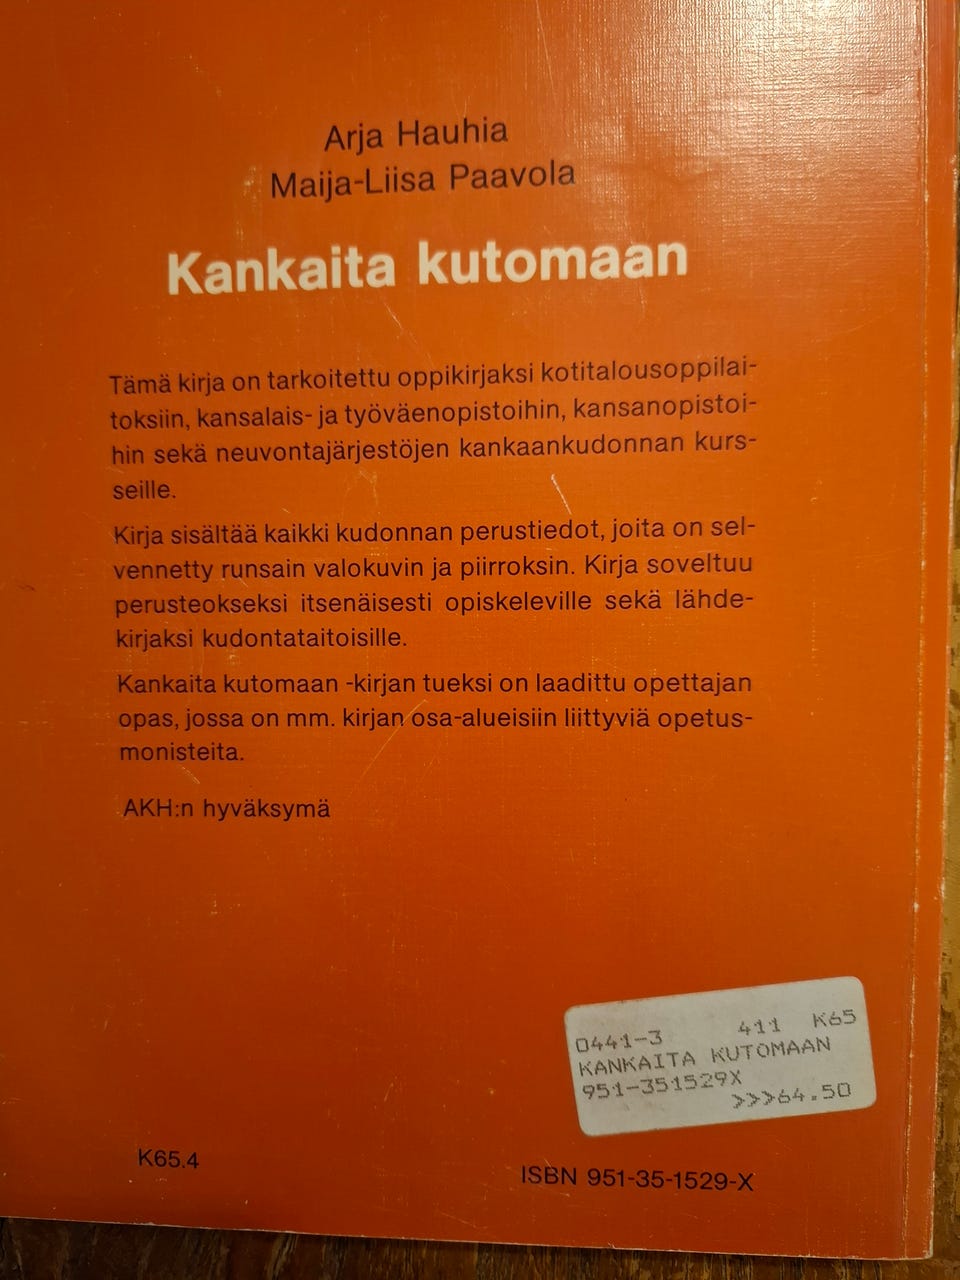 Arja Hauhia
Maija-Liisa Paavola
Kankaita kutomaan
Tämä kirja on tarkoitettu oppikirjaksi kotitalousoppilai-
toksiin, kansalais- ja työväenopistoihin, kansanopistoi-
hin sekä neuvontajärjestöjen kankaankudonnan kurs-
seille.
Kirja sisältää kaikki kudonnan perustiedot, joita on sel-
vennetty runsain valokuvin ja piirroksin. Kirja soveltuu
perusteokseksi itsenäisesti opiskeleville sekä lähde-
kirjaksi kudontataitoisille.
Kankaita kutomaan -kirjan tueksi on laadittu opettajan
opas, jossa on mm. kirjan osa-alueisiin liittyviä opetus-
monisteita.
AKH:n hyväksymä
0441-3 411 K65
KANKAITA KUTOMAAN
951-351529X
>>>64.50
K65.4
ISBN 951-35-1529-X